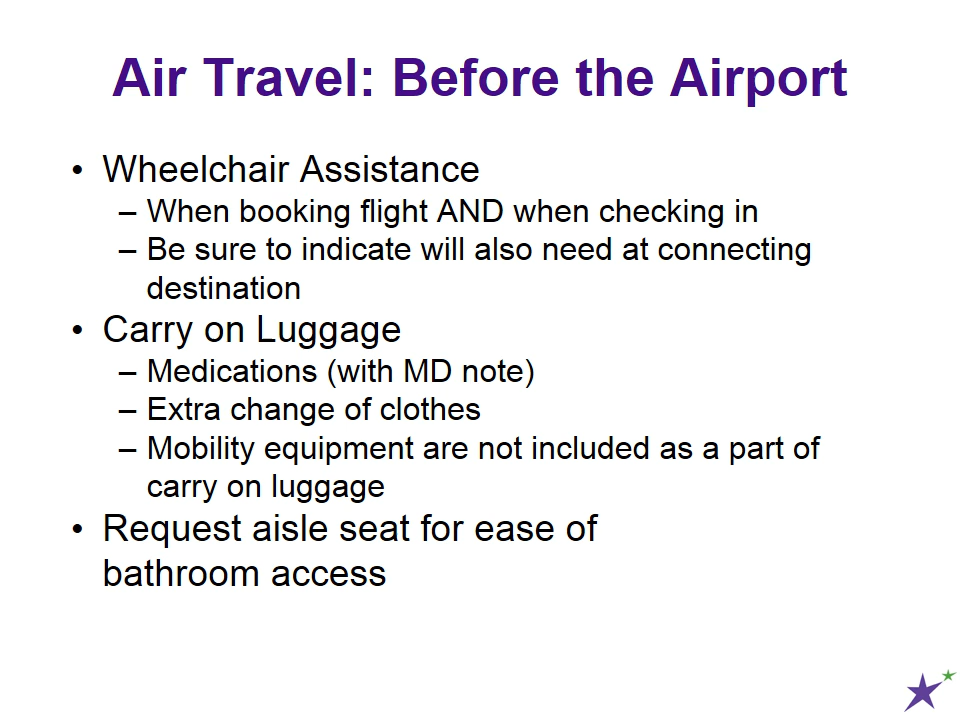 Air Travel: Before the Airport
• Wheelchair Assistance
– When booking flight AND when checking in
– Be sure to indicate will also need at connecting
destination
• Carry on Luggage
– Medications (with MD note)
– Extra change of clothes
– Mobility equipment are not included as a part of
carry on luggage
• Request aisle seat for ease of
bathroom access